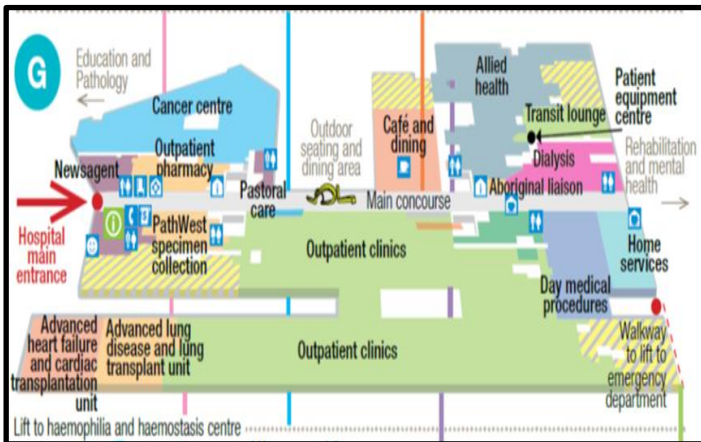 G
Education and
Pathology
Cancer centre
Newsagent
Outpatient
pharmacy
Hospital
main
entrance
i
PathWest
specimen
collection
Pastoral
care
Outdoor
seating and
dining area
Café and
dining
Main concourse
Allied
health
Transit lounge
Patient
equipment
centre
Dialysis
Aboriginal liaison
Rehabilitation
and mental
health
Outpatient clinics
Home
services
Day medical
procedures
Advanced
heart failure
and cardiac
transplantation
unit
Advanced lung
disease and lung
transplant unit
Outpatient clinics
Walkway
to lift to
emergency
department
Lift to haemophilia and haemostasis centre